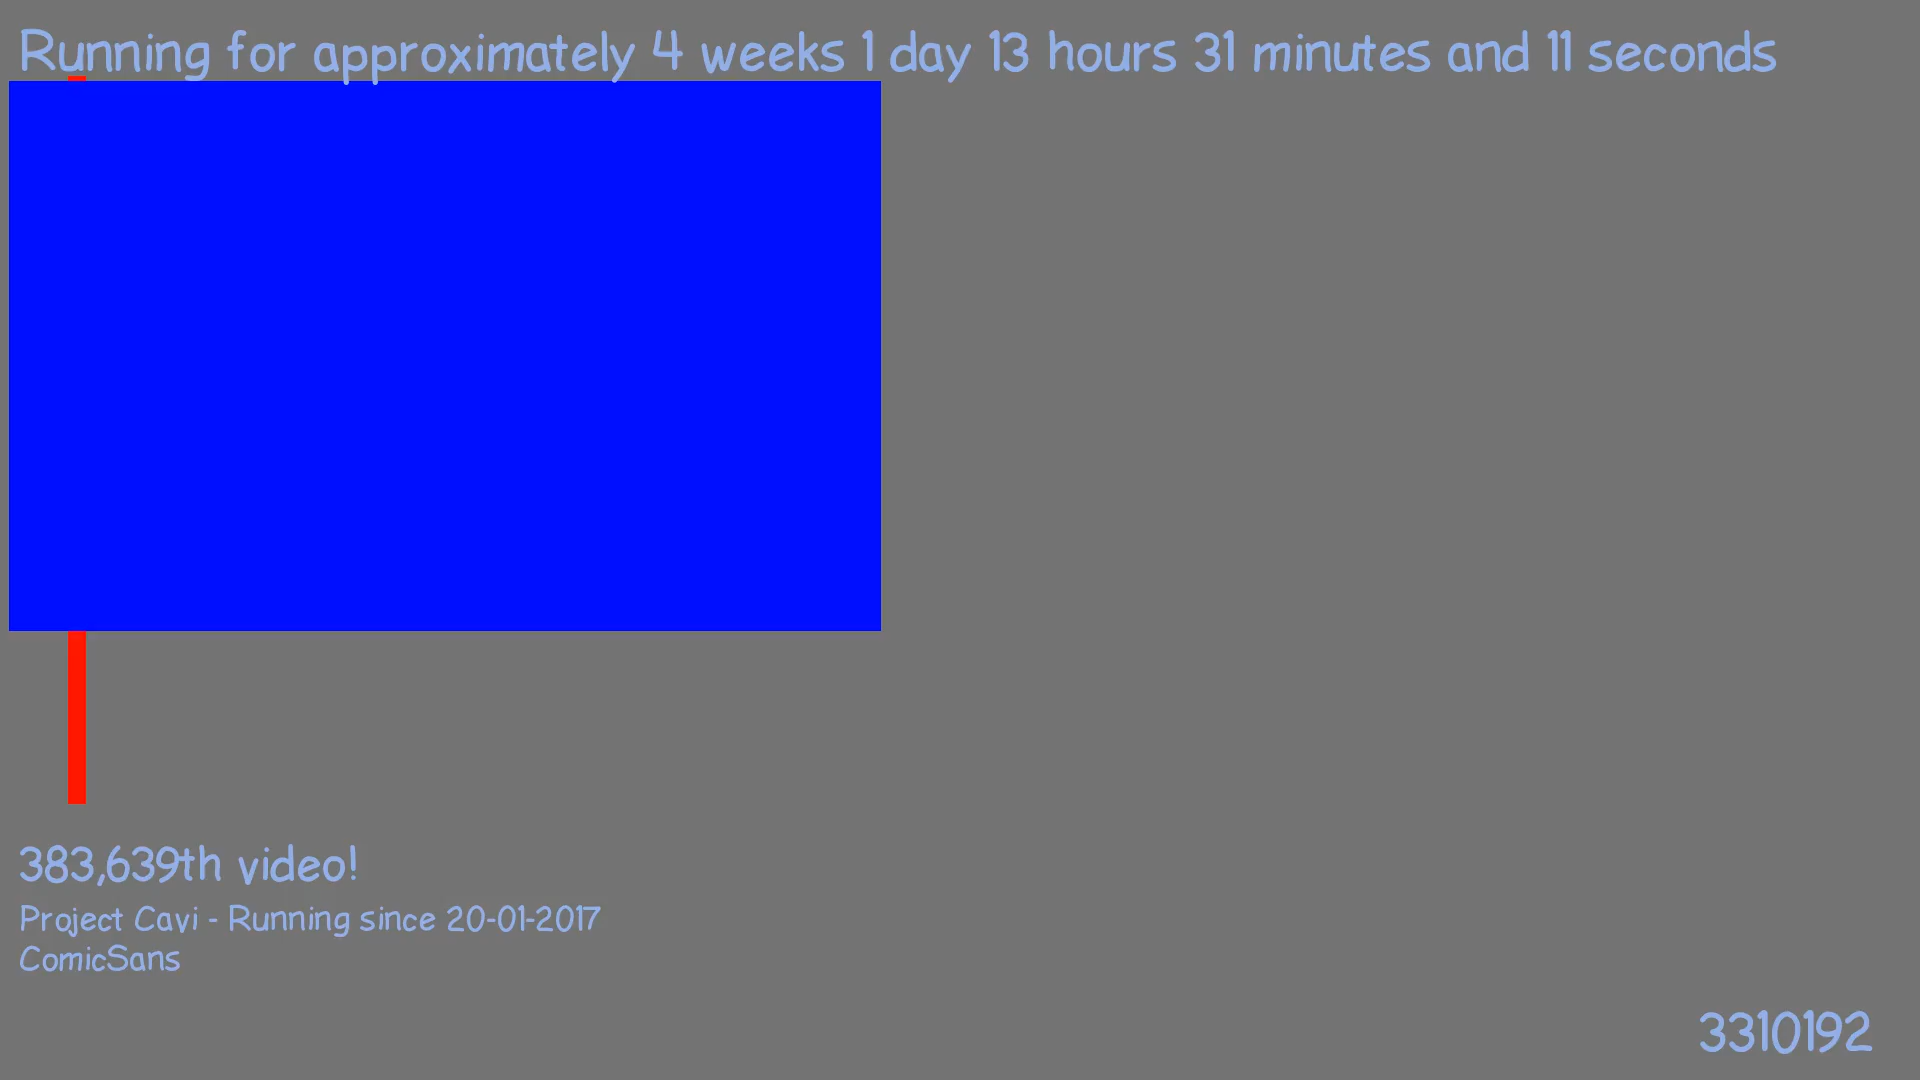 Running for approximately 4 weeks 1 day 13 hours 31 minutes and 11 seconds
383,639th video!
Project Cavi - Running since 20-01-2017
ComicSans
3310192